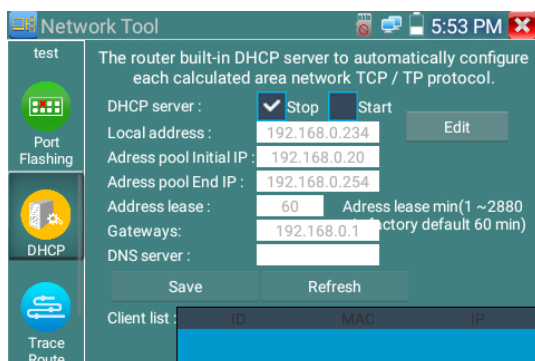 Network Tool
5:53 PM
test
Port
Flashing
DHCP
Trace
Route
The router built-in DHCP server to automatically configure
each calculated area network TCP / TP protocol.
DHCP server :
Stop
Start
Local address :
192.168.0.234
Edit
Adress pool Initial IP :
192.168.0.20
Adress pool End IP :
192.168.0.254
Address lease :
60
Adress lease min(1 ~2880
factory default 60 min)
Gateways:
192.168.0.1
DNS server :
Save
Refresh
Client list :
ID
MAC
IP